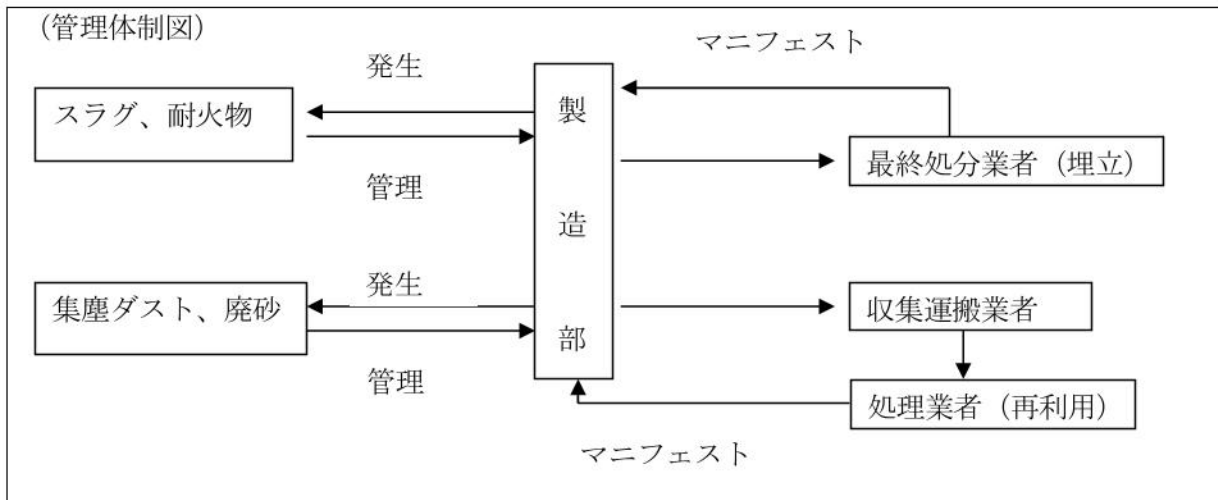 （管理体制図）
マニフェスト
発生
スラグ、耐火物
管理
製造部
最終処分業者（埋立）
発生
集塵ダスト、廃砂
管理
収集運搬業者
処理業者（再利用）
マニフェスト